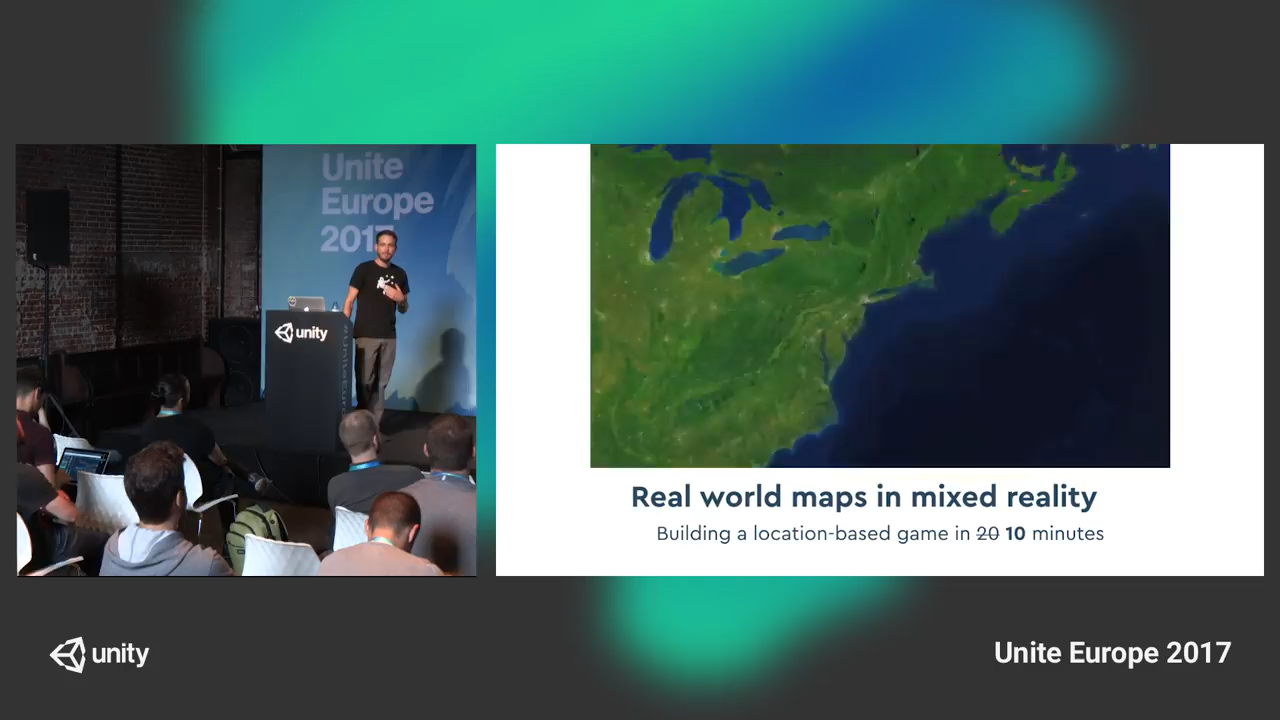 Unite
Europe
2017
unity
Real world maps in mixed reality
Building a location-based game in 20 10 minutes
unity
Unite Europe 2017